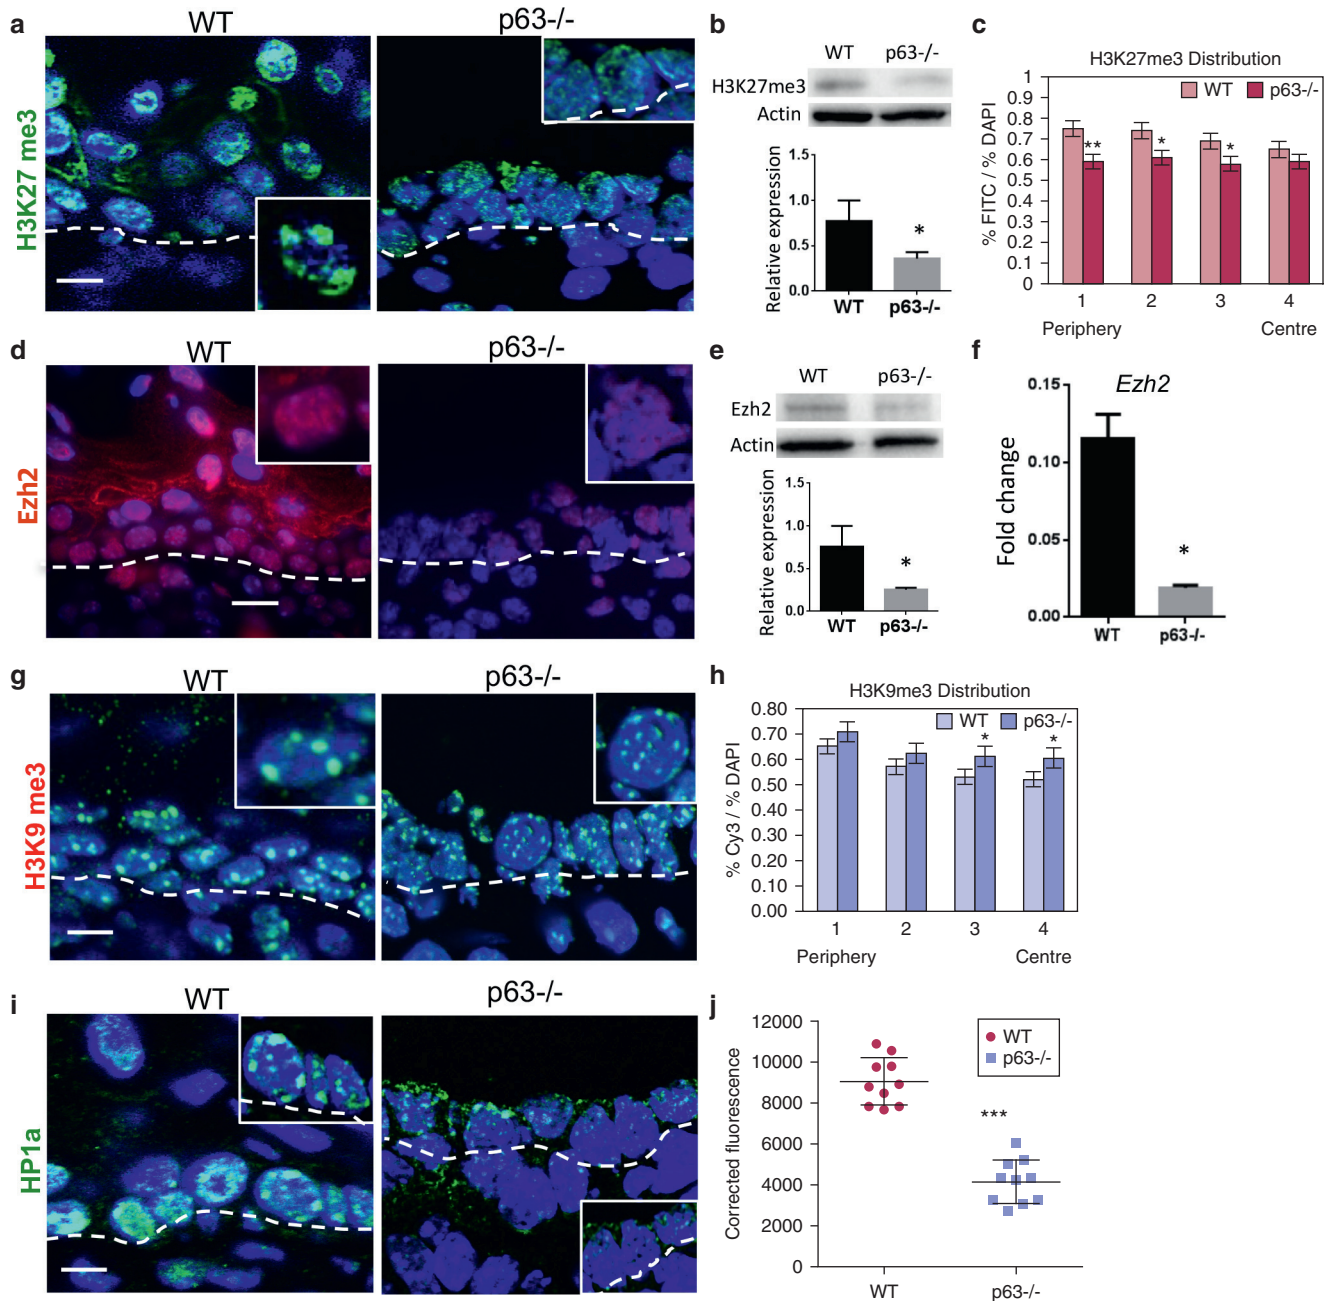 a
WT
p63-/-
H3K27 me3
b
WT
p63-/-
H3K27me3
Actin
Relative expression
1.5
1.0
0.5
0.0
WT
p63-/-
*
c
H3K27me3 Distribution
WT
p63-/-
% FITC / % DAPI
1
0.9
0.8
0.7
0.6
0.5
0.4
0.3
0.2
0.1
0
**
*
*
1 2 3 4
Periphery Centre
d
WT
p63-/-
Ezh2
e
WT
p63-/-
Ezh2
Actin
Relative expression
1.5
1.0
0.5
0.0
*
WT
p63-/-
f
Ezh2
Fold change
0.15
0.10
0.05
0.00
*
WT
p63-/-
g
WT
p63-/-
H3K9 me3
h
H3K9me3 Distribution
WT
p63-/-
% Cy3 / % DAPI
0.80
0.70
0.60
0.50
0.40
0.30
0.20
0.10
0.00
*
*
1 2 3 4
Periphery Centre
i
WT
p63-/-
HP1a
j
WT
p63-/-
Corrected fluorescence
12000
10000
8000
6000
4000
2000
0
***
WT
p63-/-